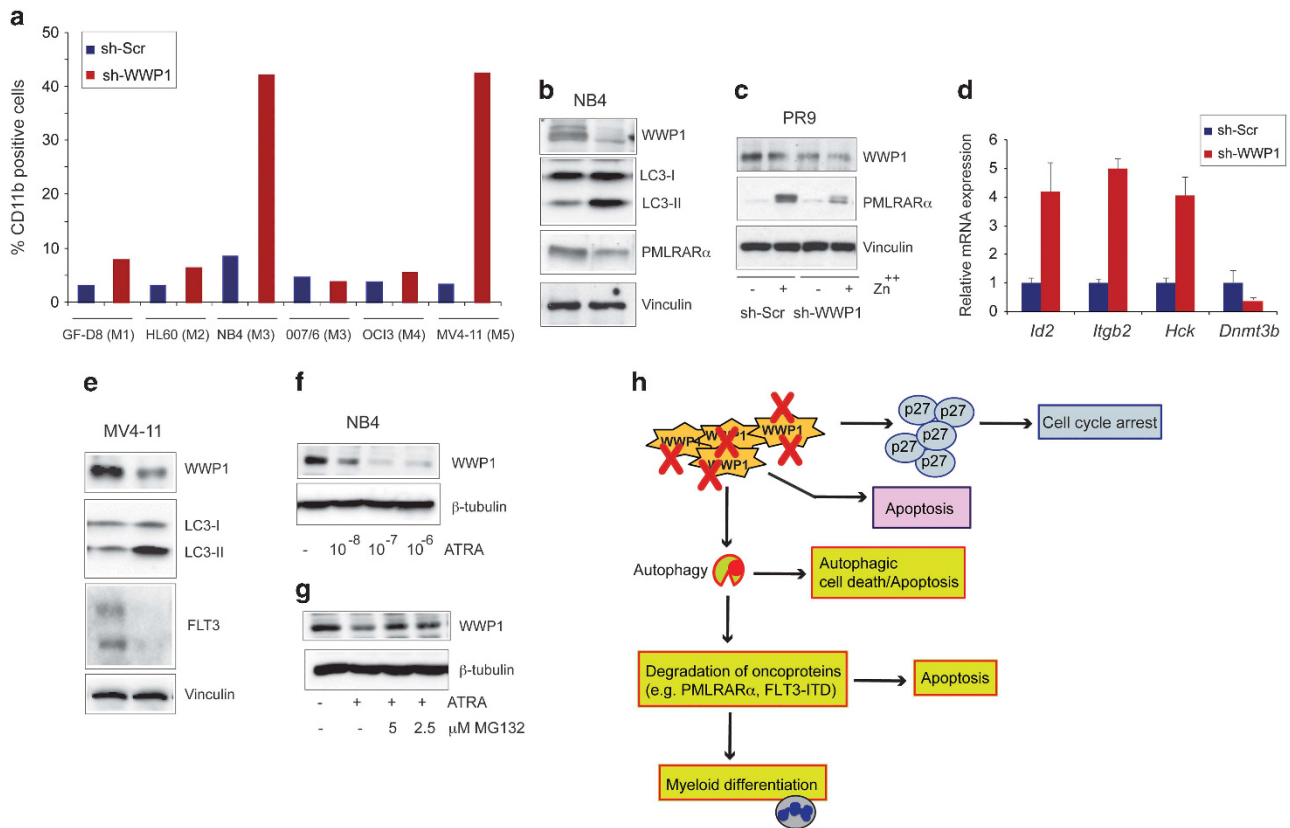 a
50
40
30
20
10
0
% CD11b positive cells
sh-Scr
sh-WWP1
GF-D8 (M1) HL60 (M2) NB4 (M3) 007/6 (M3) OCI3 (M4) MV4-11 (M5)
b
NB4
WWP1
LC3-I
LC3-II
PMLRARα
Vinculin
c
PR9
WWP1
PMLRARα
Vinculin
- + - + Zn++
sh-Scr sh-WWP1
d
6
5
4
3
2
1
0
Relative mRNA expression
sh-Scr
sh-WWP1
Id2 Itgb2 Hck Dnmt3b
e
MV4-11
WWP1
LC3-I
LC3-II
FLT3
Vinculin
f
NB4
WWP1
β-tubulin
- 10-8 10-7 10-6 ATRA
g
WWP1
β-tubulin
- + + + ATRA
- - 5 2.5 μM MG132
h
WWP1
WWP1 WWP1
WWP1
p27 p27
p27
p27 p27
Cell cycle arrest
Apoptosis
Autophagy
Autophagic
cell death/Apoptosis
Degradation of oncoproteins
(e.g. PMLRARα, FLT3-ITD)
Apoptosis
Myeloid differentiation